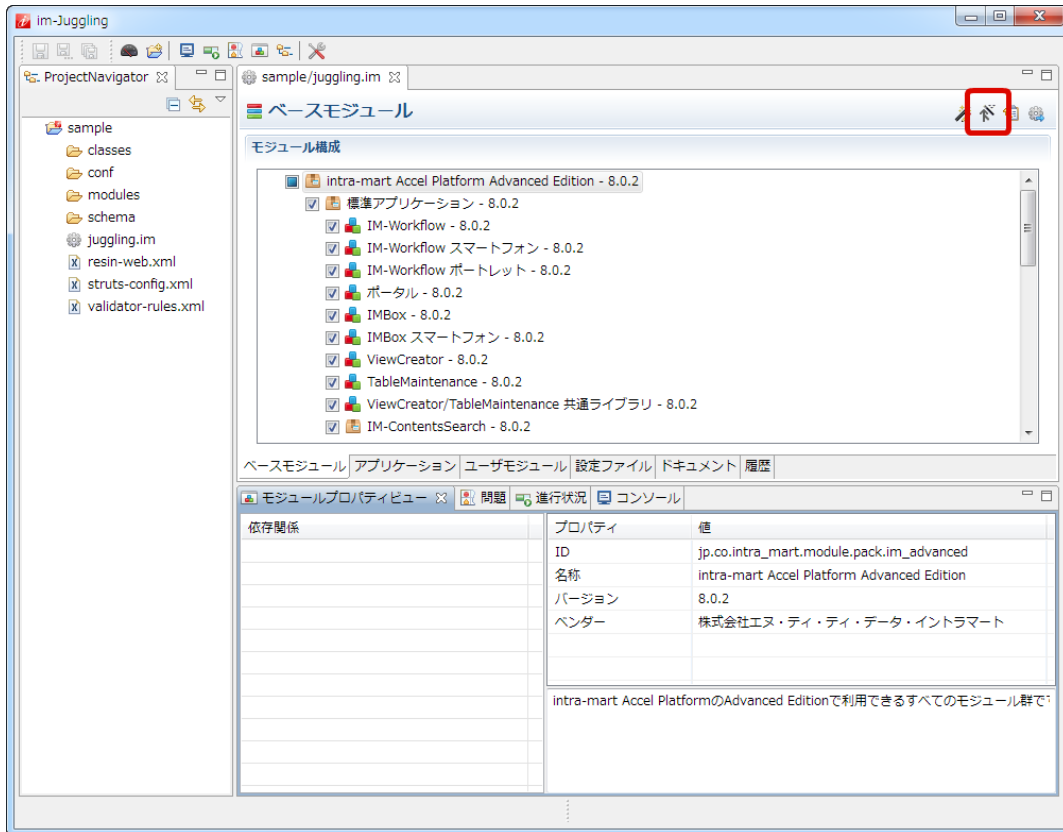 im-Juggling
ProjectNavigator
sample
classes
conf
modules
schema
juggling.im
resin-web.xml
struts-config.xml
validator-rules.xml
sample/juggling.im
ベースモジュール
モジュール構成
intra-mart Accel Platform Advanced Edition - 8.0.2
標準アプリケーション - 8.0.2
IM-Workflow - 8.0.2
IM-Workflow スマートフォン - 8.0.2
IM-Workflow ポートレット - 8.0.2
ポータル - 8.0.2
IMBox - 8.0.2
IMBox スマートフォン - 8.0.2
ViewCreator - 8.0.2
TableMaintenance - 8.0.2
ViewCreator/TableMaintenance 共通ライブラリ - 8.0.2
IM-ContentsSearch - 8.0.2
ベースモジュール アプリケーション ユーザモジュール 設定ファイル ドキュメント 履歴
モジュールプロパティビュー 問題 進行状況 コンソール
依存関係
プロパティ 値
ID jp.co.intra_mart.module.pack.im_advanced
名称 intra-mart Accel Platform Advanced Edition
バージョン 8.0.2
ベンダー 株式会社エヌ・ティ・ティ・データ・イントラマート
intra-mart Accel PlatformのAdvanced Editionで利用できるすべてのモジュール群で